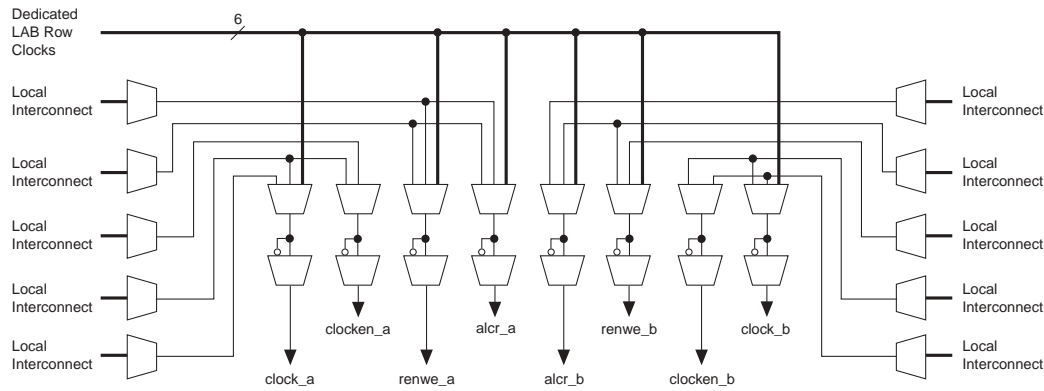 Dedicated
LAB Row
Clocks
6
Local
Interconnect
Local
Interconnect
Local
Interconnect
Local
Interconnect
Local
Interconnect
Local
Interconnect
Local
Interconnect
Local
Interconnect
Local
Interconnect
Local
Interconnect
clocken_a
alcr_a
renwe_b
clock_b
clock_a
renwe_a
alcr_b
clocken_b